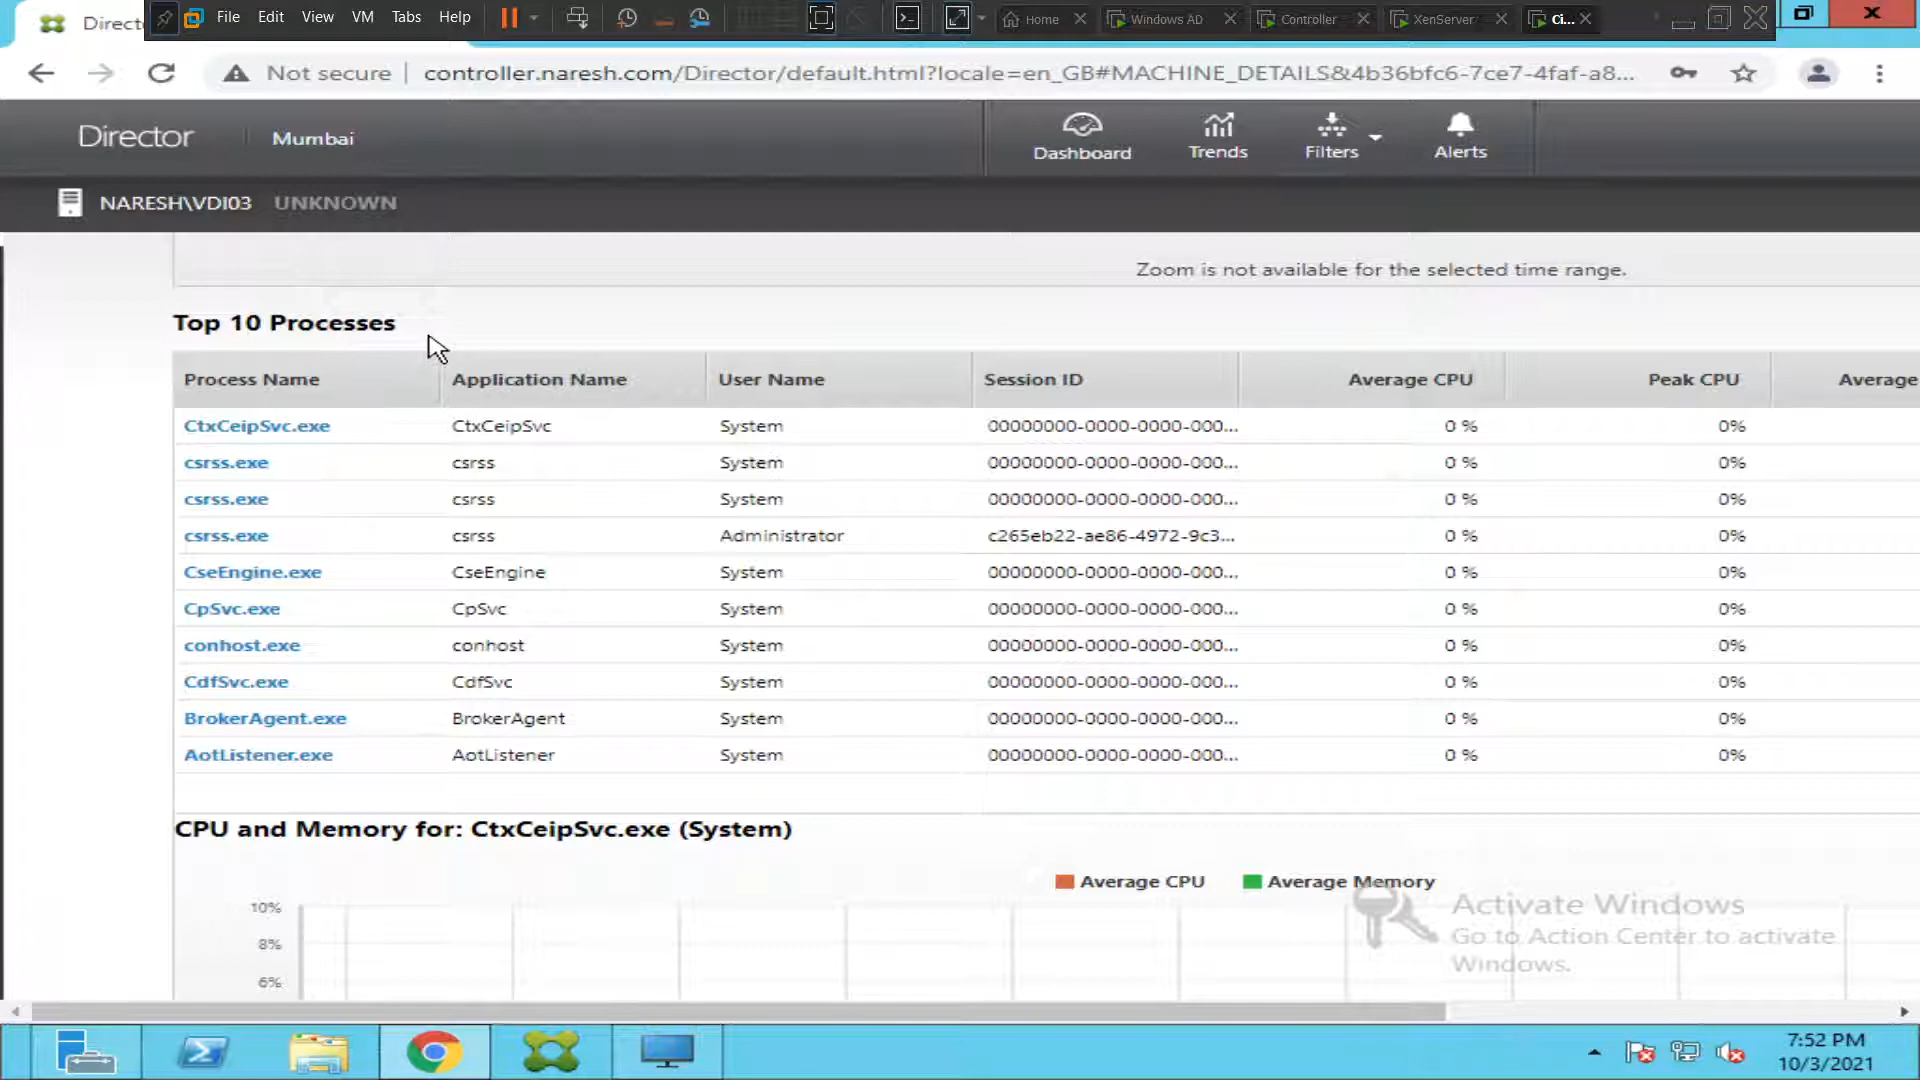 Direct
File Edit View VM Tabs Help
Home
Windows AD
Controller
XenServer
Ci...
Not secure
controller.naresh.com/Director/default.html?locale=en_GB#MACHINE_DETAILS&4b36bfc6-7ce7-4faf-a8...
Director
Mumbai
Dashboard
Trends
Filters
Alerts
NARESH\VDI03 UNKNOWN
Zoom is not available for the selected time range.
Top 10 Processes
Process Name Application Name User Name Session ID Average CPU Peak CPU Average
CtxCeipSvc.exe CtxCeipSvc System 00000000-0000-0000-000... 0 % 0%
csrss.exe csrss System 00000000-0000-0000-000... 0 % 0%
csrss.exe csrss System 00000000-0000-0000-000... 0 % 0%
csrss.exe csrss Administrator c265eb22-ae86-4972-9c3... 0 % 0%
CseEngine.exe CseEngine System 00000000-0000-0000-000... 0 % 0%
CpSvc.exe CpSvc System 00000000-0000-0000-000... 0 % 0%
conhost.exe conhost System 00000000-0000-0000-000... 0 % 0%
CdfSvc.exe CdfSvc System 00000000-0000-0000-000... 0 % 0%
BrokerAgent.exe BrokerAgent System 00000000-0000-0000-000... 0 % 0%
AotListener.exe AotListener System 00000000-0000-0000-000... 0 % 0%
CPU and Memory for: CtxCeipSvc.exe (System)
Average CPU Average Memory
10%
8%
6%
Activate Windows
Go to Action Center to activate
Windows.
7:52 PM
10/3/2021